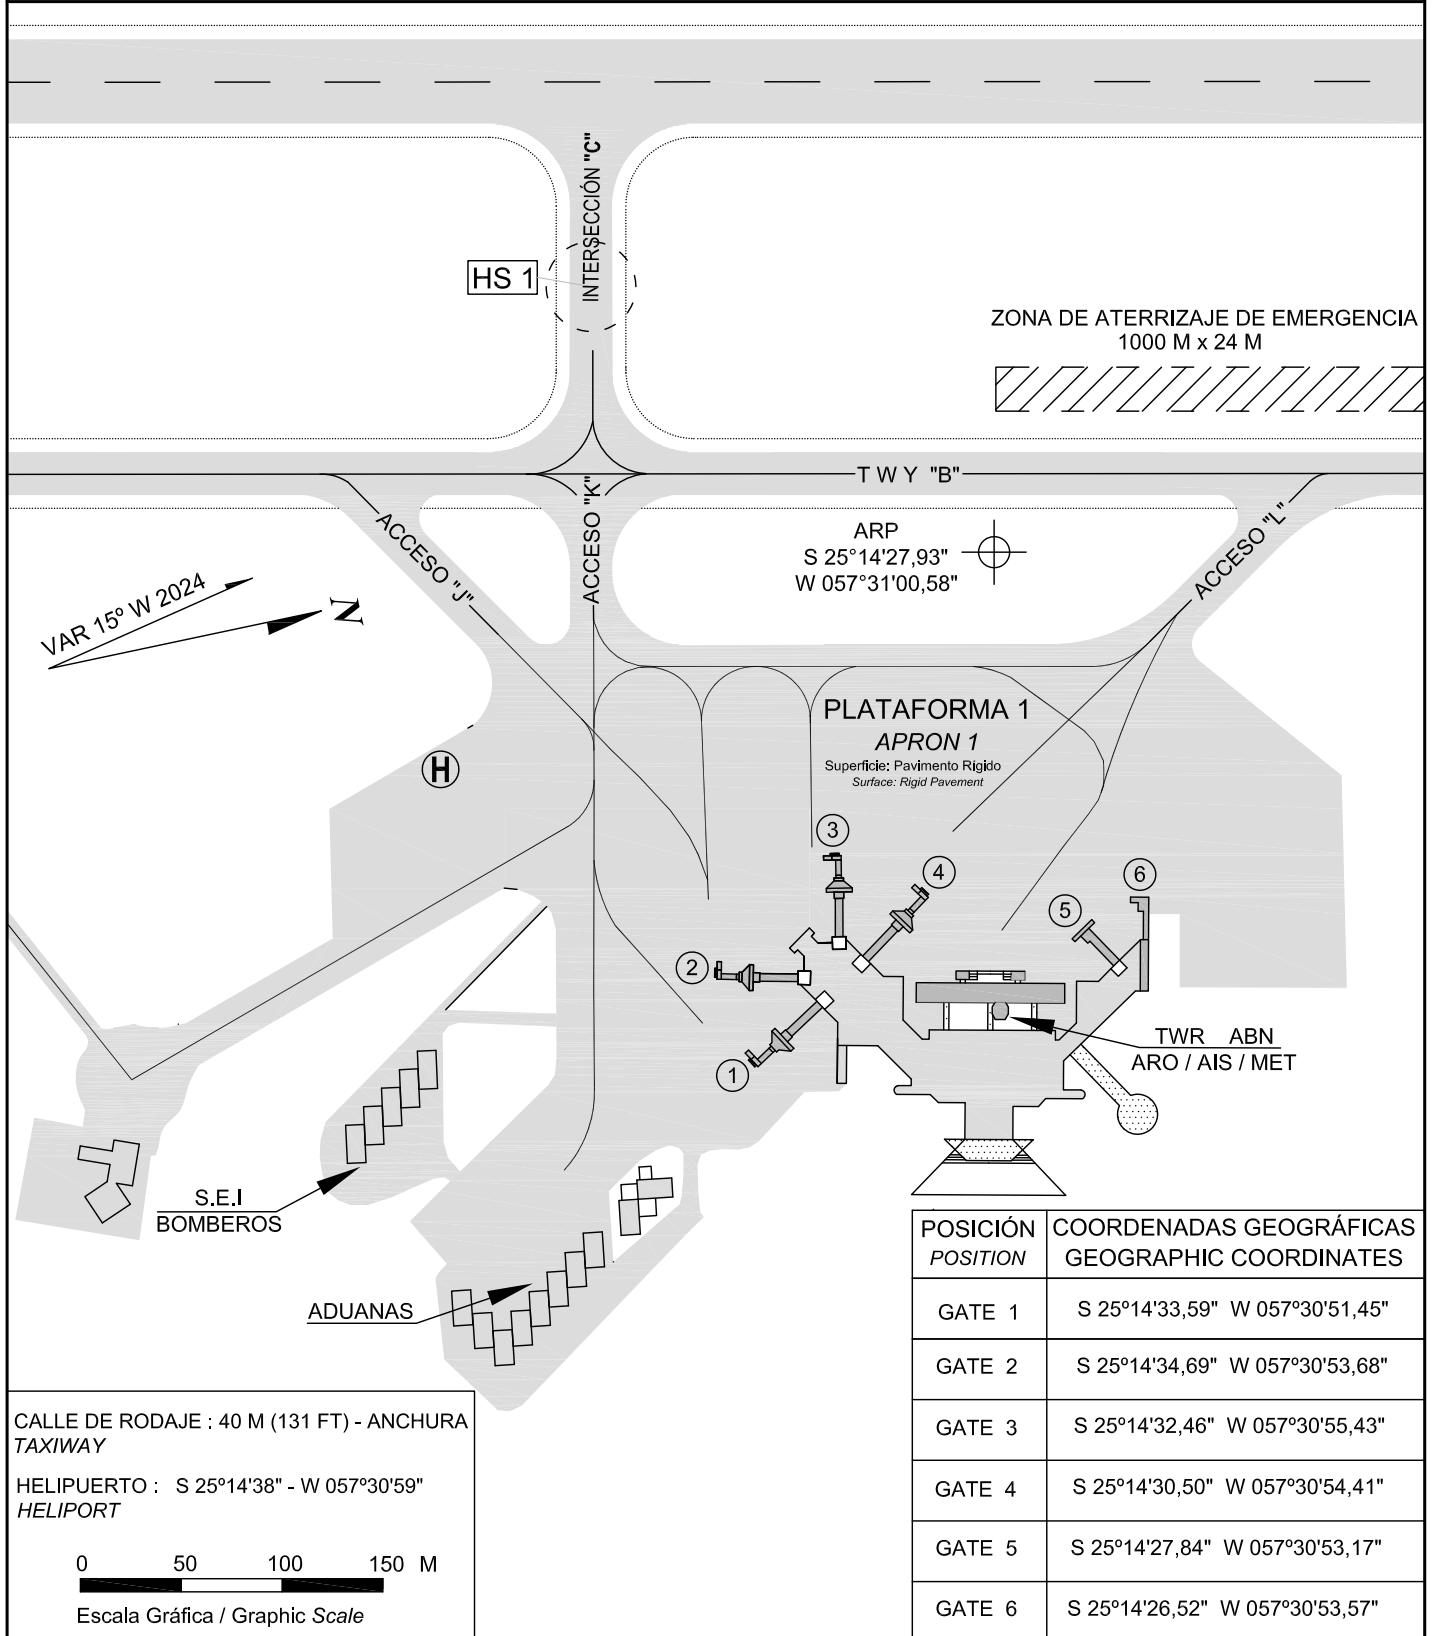 INTERSECCIÓN "C"
HS 1
ZONA DE ATERRIZAJE DE EMERGENCIA
1000 M x 24 M
T W Y "B"
ACCESO "J"
ACCESO "K"
ACCESO "L"
ARP
S 25°14'27,93"
W 057°31'00,58"
VAR 15º W 2024
N
PLATAFORMA 1
APRON 1
Superficie: Pavimento Rigido
Surface: Rigid Pavement
H
3
4
6
5
2
1
TWR ABN
ARO / AIS / MET
S.E.I
BOMBEROS
ADUANAS
POSICIÓN COORDENADAS GEOGRÁFICAS
POSITION GEOGRAPHIC COORDINATES
GATE 1 S 25º14'33,59" W 057º30'51,45"
GATE 2 S 25º14'34,69" W 057º30'53,68"
GATE 3 S 25º14'32,46" W 057º30'55,43"
GATE 4 S 25º14'30,50" W 057º30'54,41"
GATE 5 S 25º14'27,84" W 057º30'53,17"
GATE 6 S 25º14'26,52" W 057º30'53,57"
CALLE DE RODAJE : 40 M (131 FT) - ANCHURA
TAXIWAY
HELIPUERTO : S 25º14'38" - W 057º30'59"
HELIPORT
0 50 100 150 M
Escala Gráfica / Graphic Scale